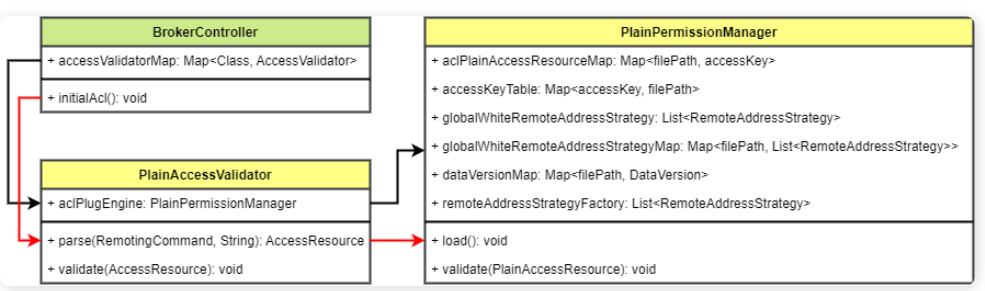 BrokerController
+ accessValidatorMap: Map<Class, AccessValidator>
+ initialAcl(): void
PlainAccessValidator
+ aclPlugEngine: PlainPermissionManager
+ parse(RemotingCommand, String): AccessResource
+ validate(AccessResource): void
PlainPermissionManager
+ aclPlainAccessResourceMap: Map<filePath, accessKey>
+ accessKeyTable: Map<accessKey, filePath>
+ globalWhiteRemoteAddressStrategy: List<RemoteAddressStrategy>
+ globalWhiteRemoteAddressStrategyMap: Map<filePath, List<RemoteAddressStrategy>>
+ dataVersionMap: Map<filePath, DataVersion>
+ remoteAddressStrategyFactory: List<RemoteAddressStrategy>
+ load(): void
+ validate(PlainAccessResource): void